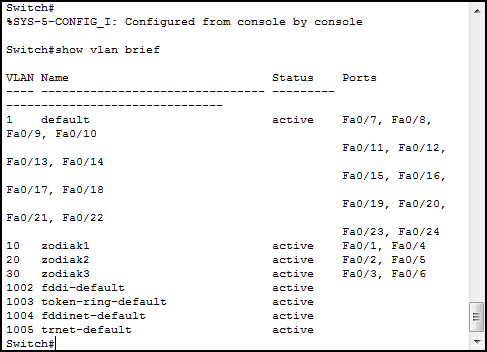 Switch#
%SYS-5-CONFIG_I: Configured from console by console
Switch#show vlan brief
VLAN Name                             Status    Ports
---- -------------------------------- --------- -------------------------------
1    default                          active    Fa0/7, Fa0/8,
Fa0/9, Fa0/10
                                                Fa0/11, Fa0/12,
Fa0/13, Fa0/14
                                                Fa0/15, Fa0/16,
Fa0/17, Fa0/18
                                                Fa0/19, Fa0/20,
Fa0/21, Fa0/22
                                                Fa0/23, Fa0/24
10   zodiak1                          active    Fa0/1, Fa0/4
20   zodiak2                          active    Fa0/2, Fa0/5
30   zodiak3                          active    Fa0/3, Fa0/6
1002 fddi-default                     active
1003 token-ring-default               active
1004 fddinet-default                  active
1005 trnet-default                    active
Switch#